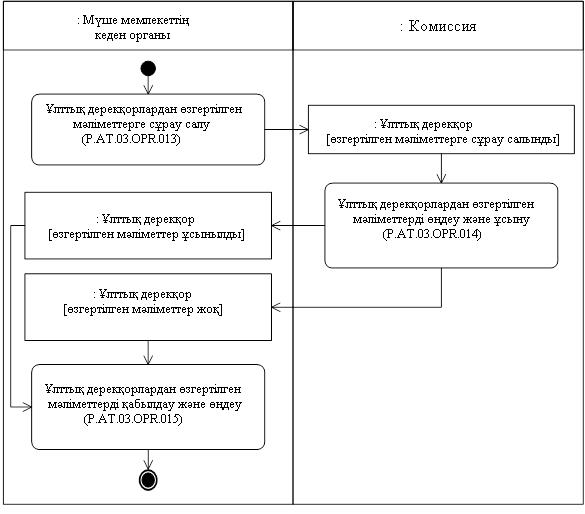 : Мүше мемпекеттің
кеден органы
: Комиссия
Ұлттық дерекқорлардан өзгертілген
мәліметтерге сұрау салу
(P.AT.03.OPR.013)
: Ұлттық дерекқор
[өзгертілген мәліметтерге сұрау салынды]
Ұлттық дерекқорлардан өзгертілген
мәліметтерді өңдеу және ұсыну
(P.AT.03.OPR.014)
: Ұлттық дерекқор
[өзгертілген мәліметтер ұсынылды]
: Ұлттық дерекқор
[өзгертілген мәліметтер жоқ]
Ұлттық дерекқорлардан өзгертілген
мәліметтерді қабылдау және өңдеу
(P.AT.03.OPR.015)